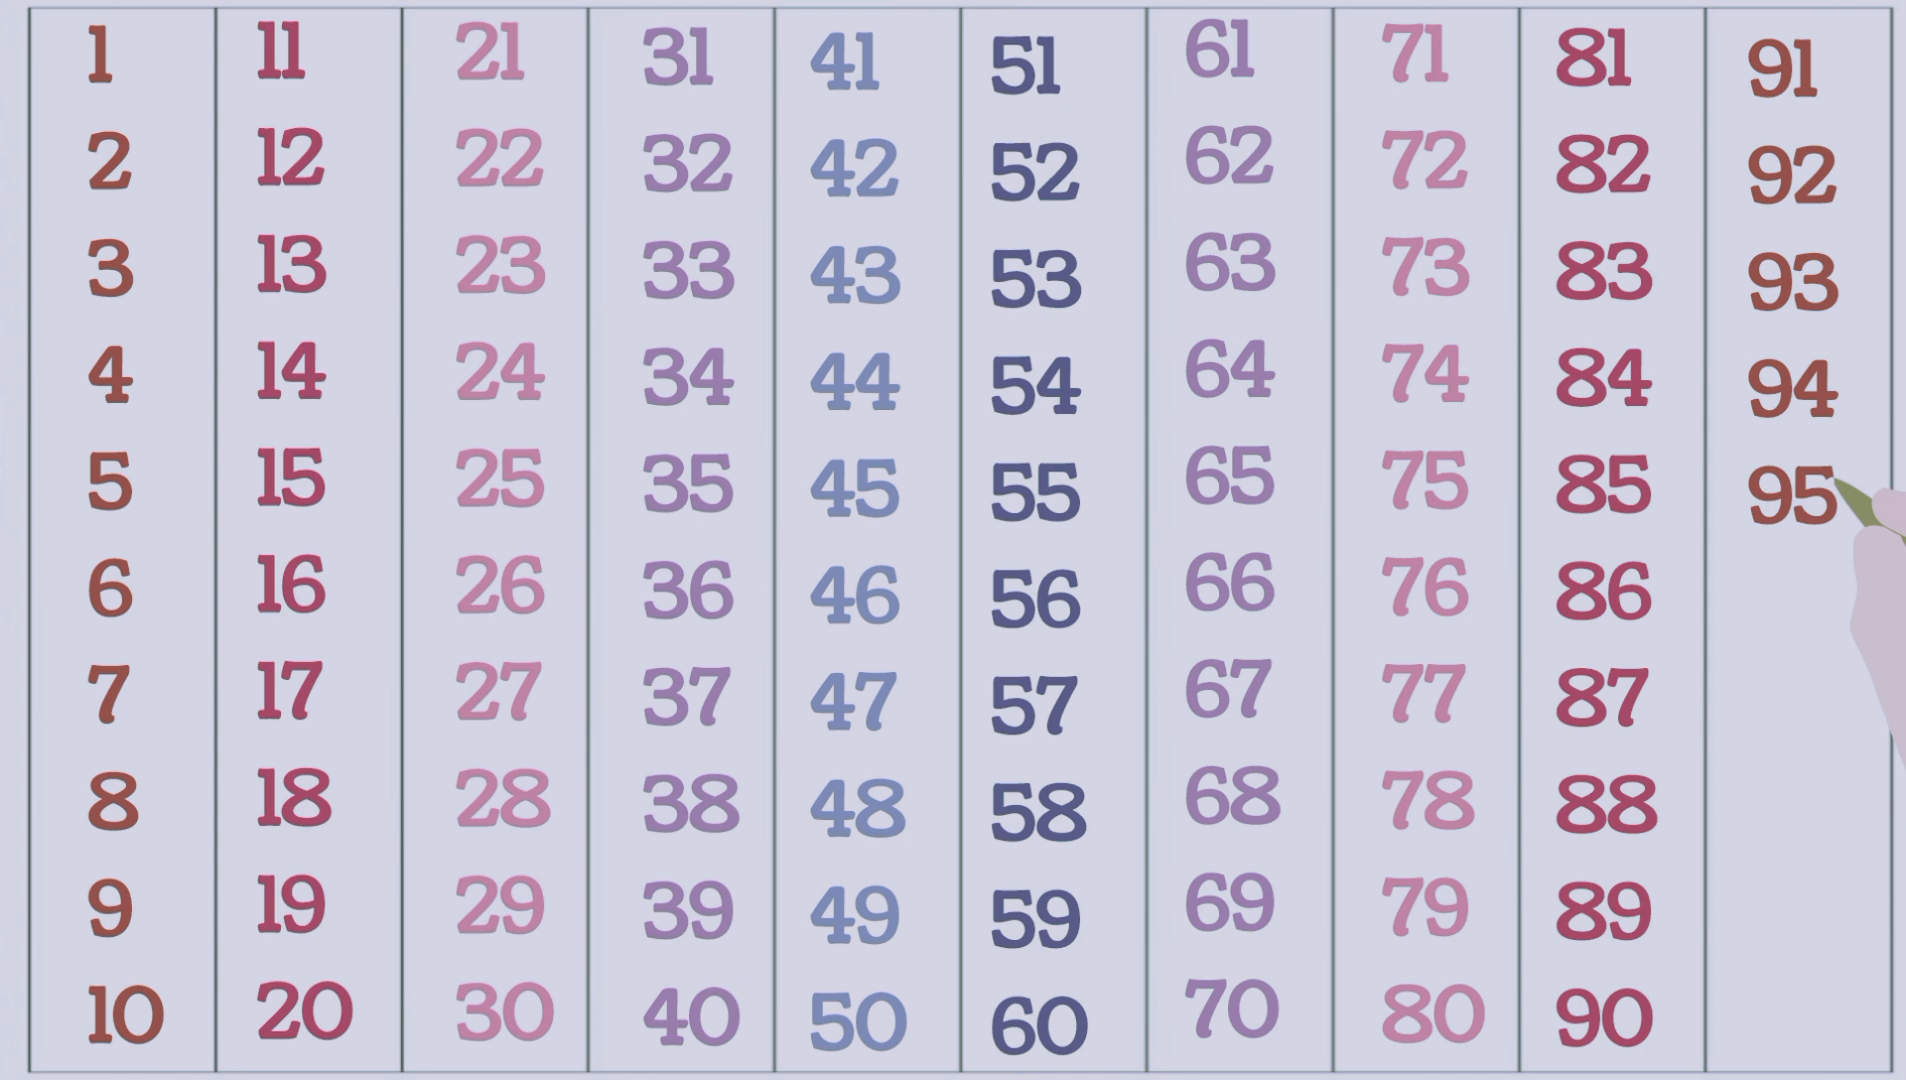 1 11 21 31 41 51 61 71 81 91
2 12 22 32 42 52 62 72 82 92
3 13 23 33 43 53 63 73 83 93
4 14 24 34 44 54 64 74 84 94
5 15 25 35 45 55 65 75 85 95
6 16 26 36 46 56 66 76 86
7 17 27 37 47 57 67 77 87
8 18 28 38 48 58 68 78 88
9 19 29 39 49 59 69 79 89
10 20 30 40 50 60 70 80 90